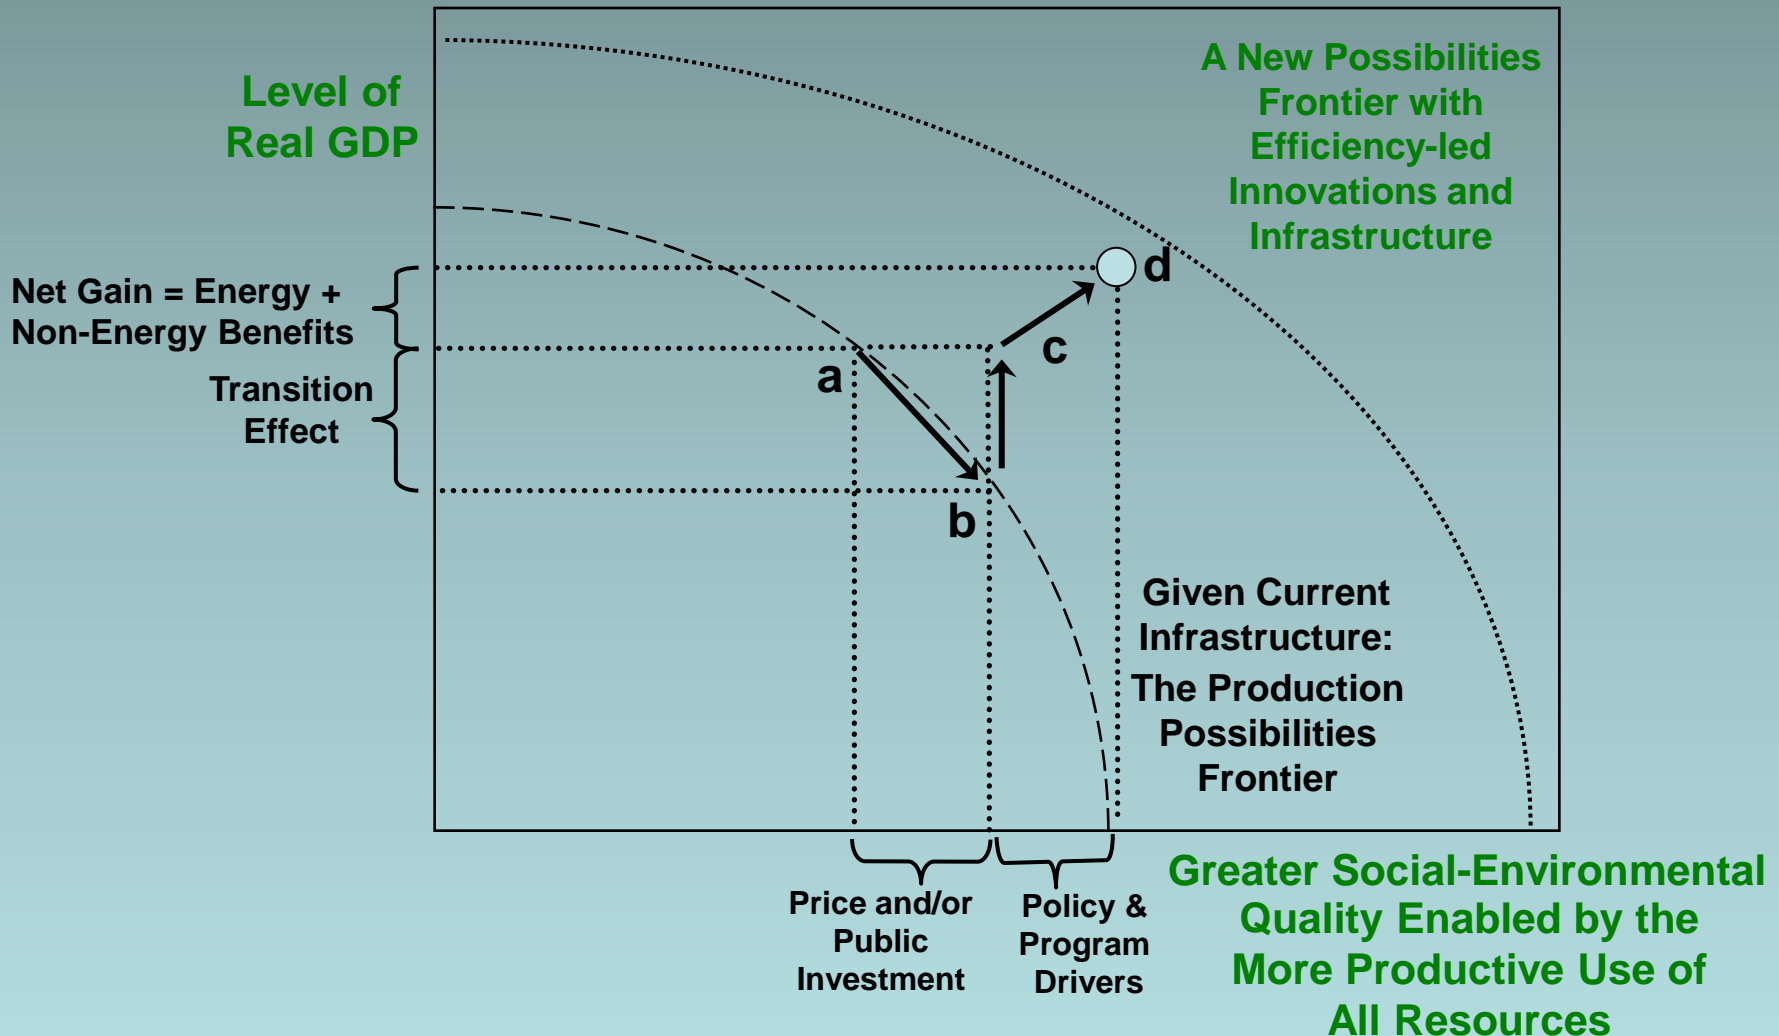 Level of
Real GDP
A New Possibilities
Frontier with
Efficiency-led
Innovations and
Infrastructure
Net Gain = Energy +
Non-Energy Benefits
Transition
Effect
d
c
a
b
Given Current
Infrastructure:
The Production
Possibilities
Frontier
Price and/or
Public
Investment
Policy &
Program
Drivers
Greater Social-Environmental
Quality Enabled by the
More Productive Use of
All Resources